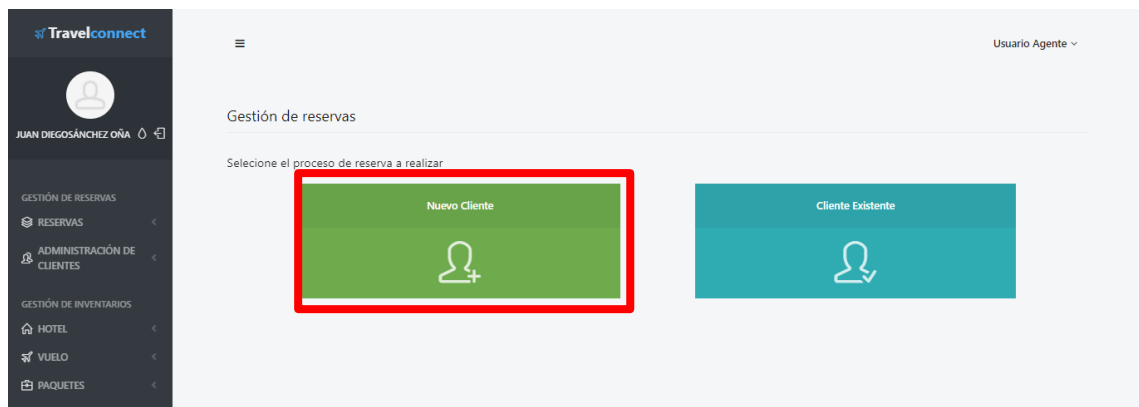 Travelconnect
Usuario Agente
JUAN DIEGOSÁNCHEZ OÑA
Gestión de reservas
Selecione el proceso de reserva a realizar
Nuevo Cliente
Cliente Existente
GESTIÓN DE RESERVAS
RESERVAS
ADMINISTRACIÓN DE
CLIENTES
GESTIÓN DE INVENTARIOS
HOTEL
VUELO
PAQUETES